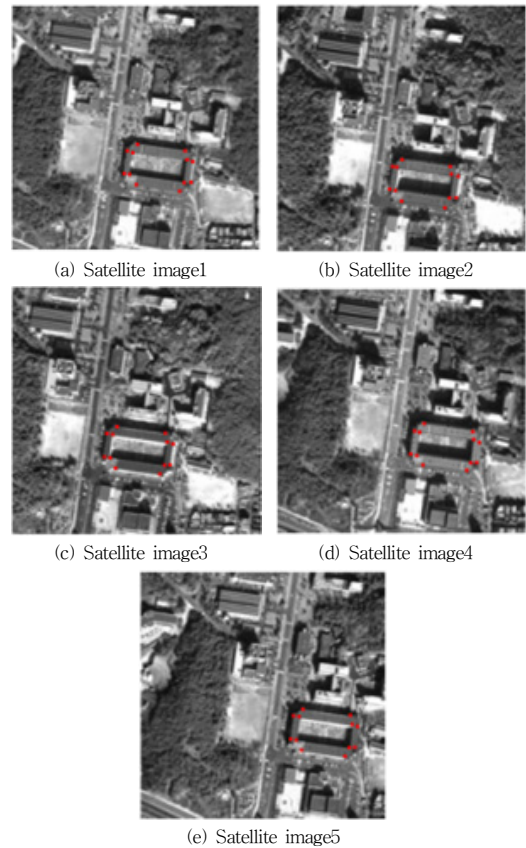 (a) Satellite image1
(b) Satellite image2
(c) Satellite image3
(d) Satellite image4
(e) Satellite image5